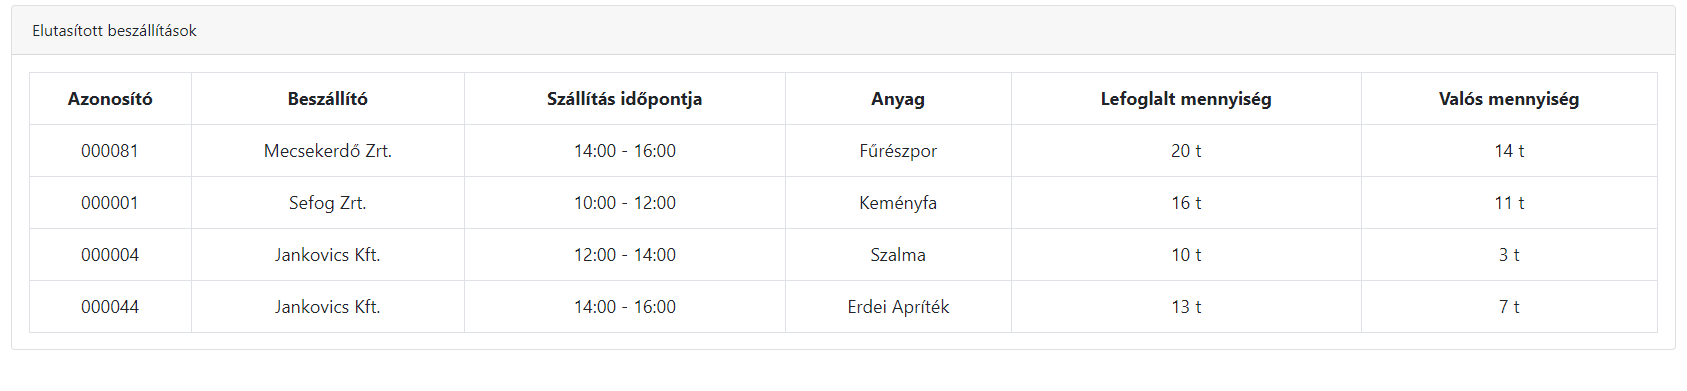 Elutasított beszállítások
Azonosító Beszállító Szállítás időpontja Anyag Lefoglalt mennyiség Valós mennyiség
000081 Mecsekerdő Zrt. 14:00 - 16:00 Fűrészpor 20 t 14 t
000001 Sefog Zrt. 10:00 - 12:00 Keményfa 16 t 11 t
000004 Jankovics Kft. 12:00 - 14:00 Szalma 10 t 3 t
000044 Jankovics Kft. 14:00 - 16:00 Erdei Apríték 13 t 7 t